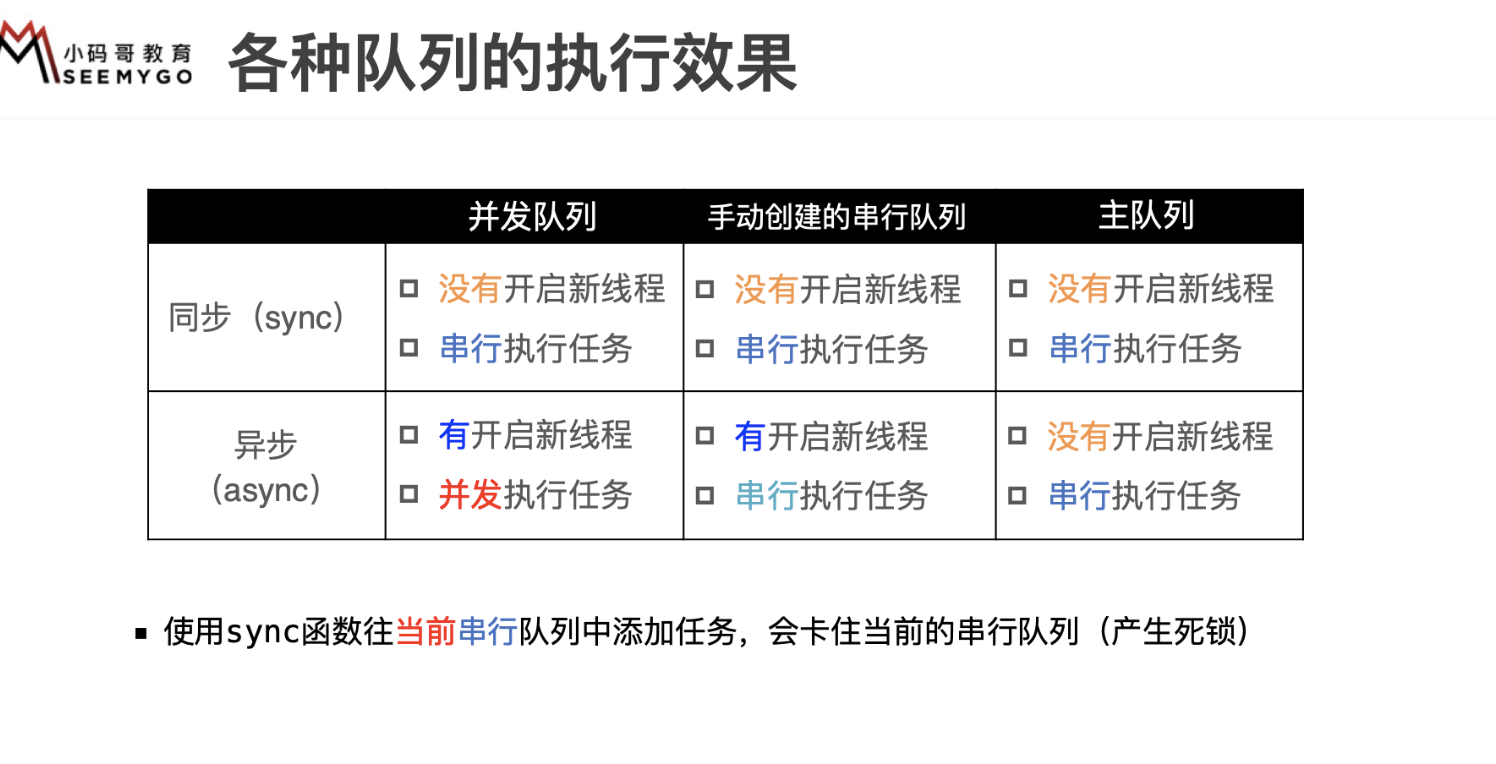 小码哥教育
SEEMYGO
各种队列的执行效果
并发队列 手动创建的串行队列 主队列
同步（sync）
没有开启新线程
串行执行任务
没有开启新线程
串行执行任务
没有开启新线程
串行执行任务
异步
（async）
有开启新线程
并发执行任务
有开启新线程
串行执行任务
没有开启新线程
串行执行任务
使用sync函数往当前串行队列中添加任务，会卡住当前的串行队列（产生死锁）